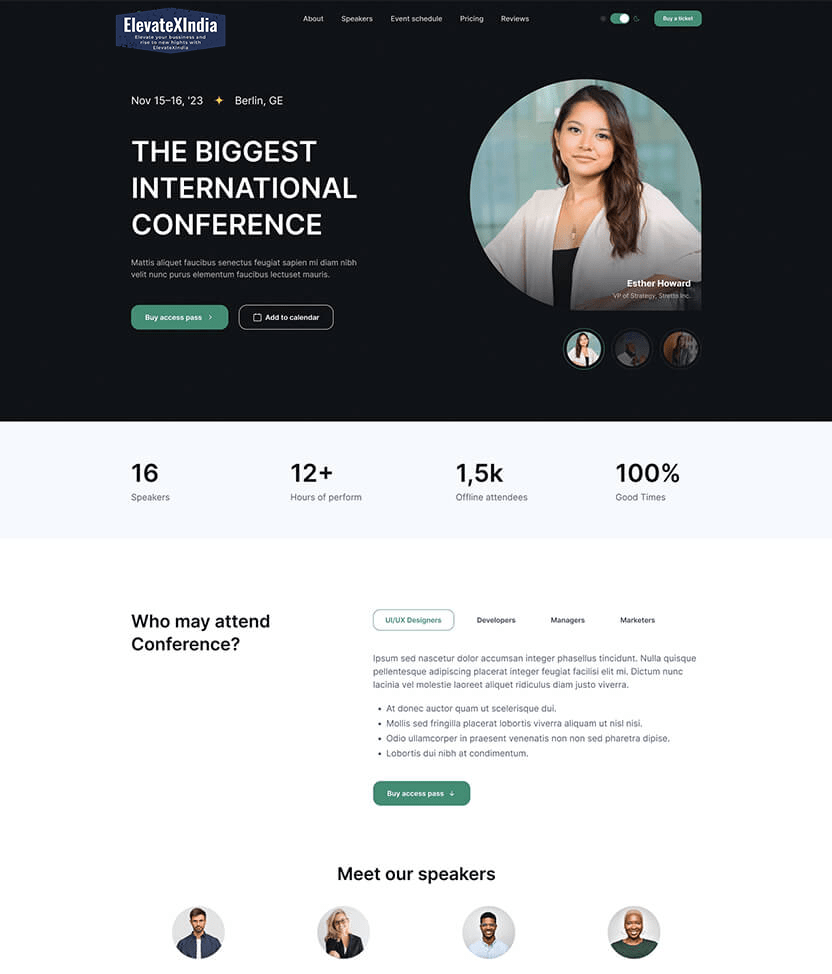 ElevateXIndia
Elevate your bussiness and
rise to new hights with
ElevateXindia
About Speakers Event schedule Pricing Reviews
Buy a ticket
Nov 15–16, '23 Berlin, GE
THE BIGGEST
INTERNATIONAL
CONFERENCE
Mattis aliquet faucibus senectus feugiat sapien mi diam nibh
velit nunc purus elementum faucibus lectuset mauris.
Buy access pass
Add to calendar
Esther Howard
VP of Strategy, Stretto Inc.
16
Speakers
12+
Hours of perform
1,5k
Offline attendees
100%
Good Times
Who may attend
Conference?
UI/UX Designers Developers Managers Marketers
Ipsum sed nascetur dolor accumsan integer phasellus tincidunt. Nulla quisque
pellentesque adipiscing placerat integer feugiat facilisi elit mi. Dictum nunc
lacinia vel molestie laoreet aliquet ridiculus diam justo viverra.
• At donec auctor quam ut scelerisque dui.
• Mollis sed fringilla placerat lobortis viverra aliquam ut nisl nisi.
• Odio ullamcorper in praesent venenatis non non sed pharetra dipise.
• Lobortis dui nibh at condimentum.
Buy access pass
Meet our speakers